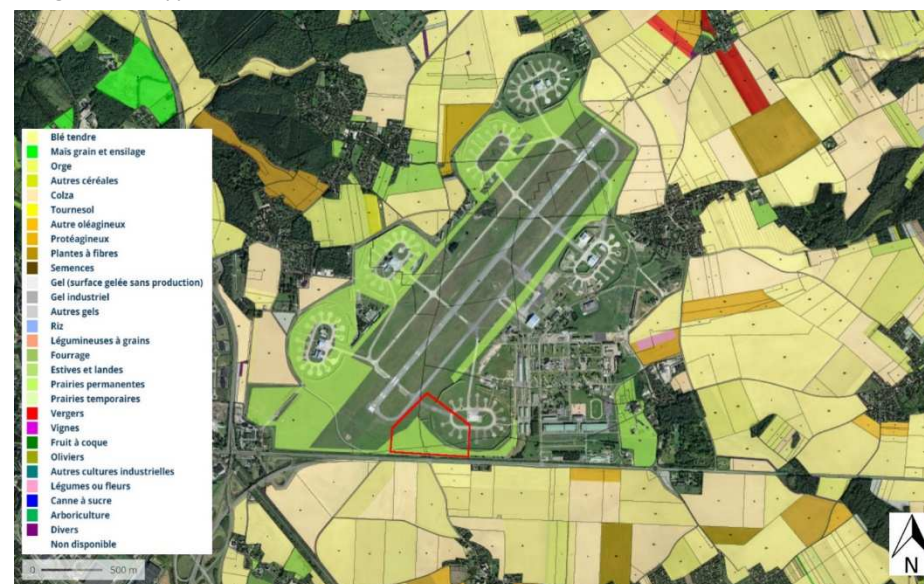 Blé tendre
Maïs grain et ensilage
Orge
Autres céréales
Colza
Tournesol
Autre oléagineux
Protéagineux
Plantes à fibres
Semences
Gel (surface gelée sans production)
Gel industriel
Autres gels
Riz
Légumineuses à grains
Fourrage
Estives et landes
Prairies permanentes
Prairies temporaires
Vergers
Vignes
Fruit à coque
Oliviers
Autres cultures industrielles
Légumes ou fleurs
Canne à sucre
Arboriculture
Divers
Non disponible
0 500 m
N